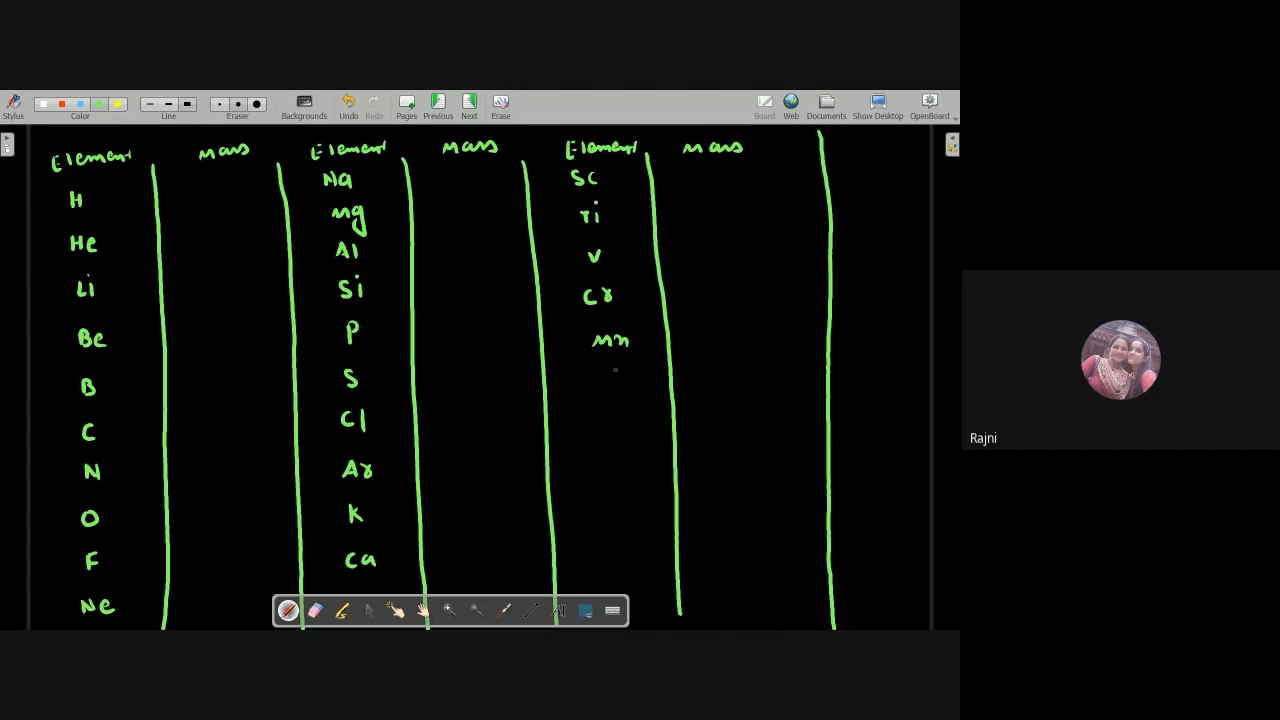 Stylus Color Line Eraser Backgrounds Undo Redo Pages Previous Next Erase Board Web Documents Show Desktop OpenBoard
Element Mass Element Mass Element Mass
H Na Sc
He Mg Ti
Li Al V
Be Si Cr
B P Mn
C S
N Cl
O Ar
F K
Ne Ca
Rajni